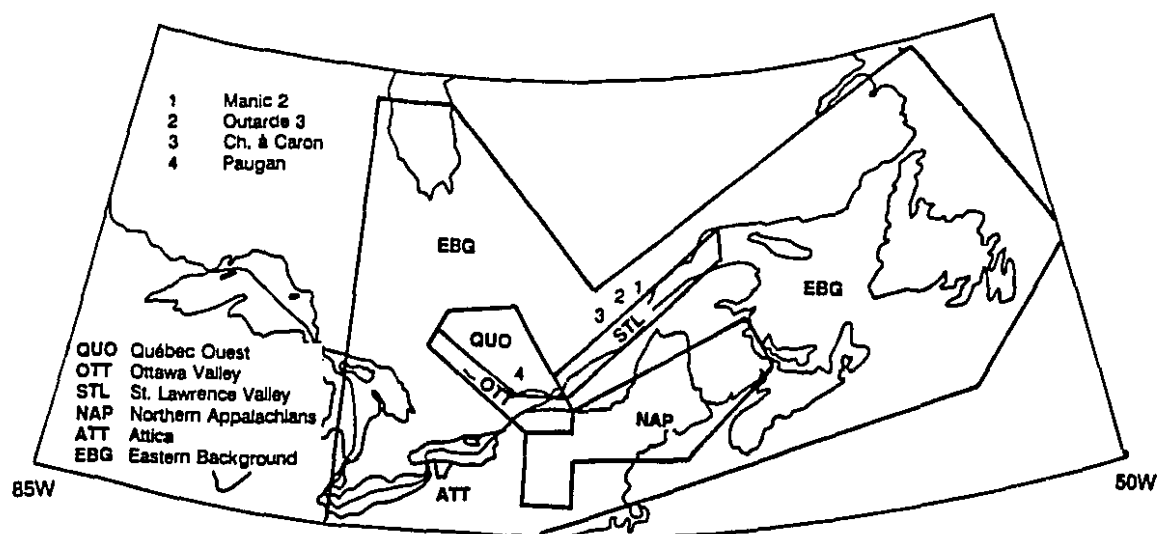 1 Manic 2
2 Outarde 3
3 Ch. à Caron
4 Paugan
EBG
2 1
3
EBG
STL
QUO
4
OTT
NAP
ATT
QUO Québec Ouest
OTT Ottawa Valley
STL St. Lawrence Valley
NAP Northern Appalachians
ATT Attica
EBG Eastern Background
85W
50W